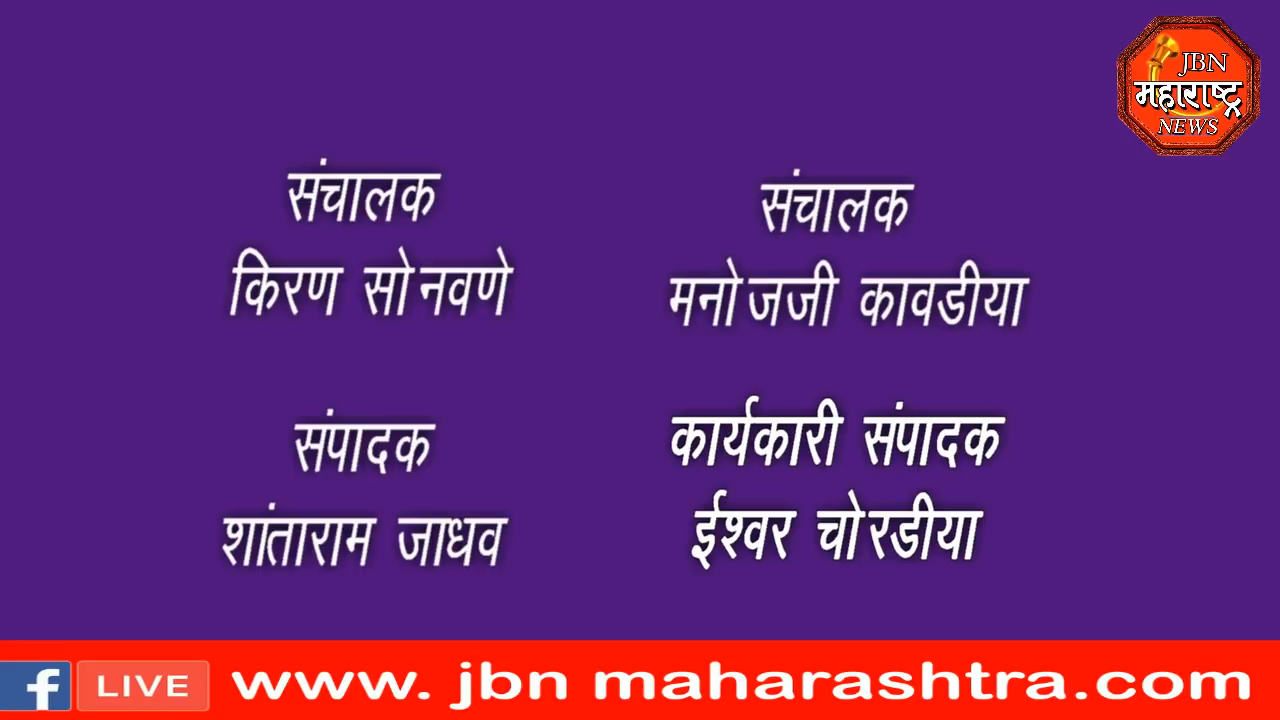 JBN
महाराष्ट्र
NEWS
संचालक
किरण सोनवणे
संचालक
मनोजजी कावडीया
संपादक
शांताराम जाधव
कार्यकारी संपादक
ईश्वर चोरडीया
f LIVE www. jbn maharashtra.com